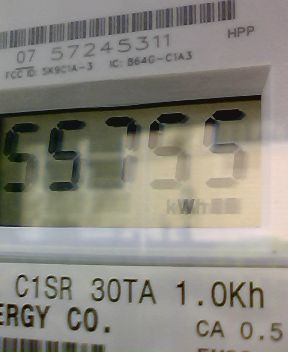 HPP
07 57245311
FCC ID: SK9C1A-3 IC: 864G-C1A3
55755
kWh
C1SR 30TA 1.0Kh
ERGY CO.
CA 0.5